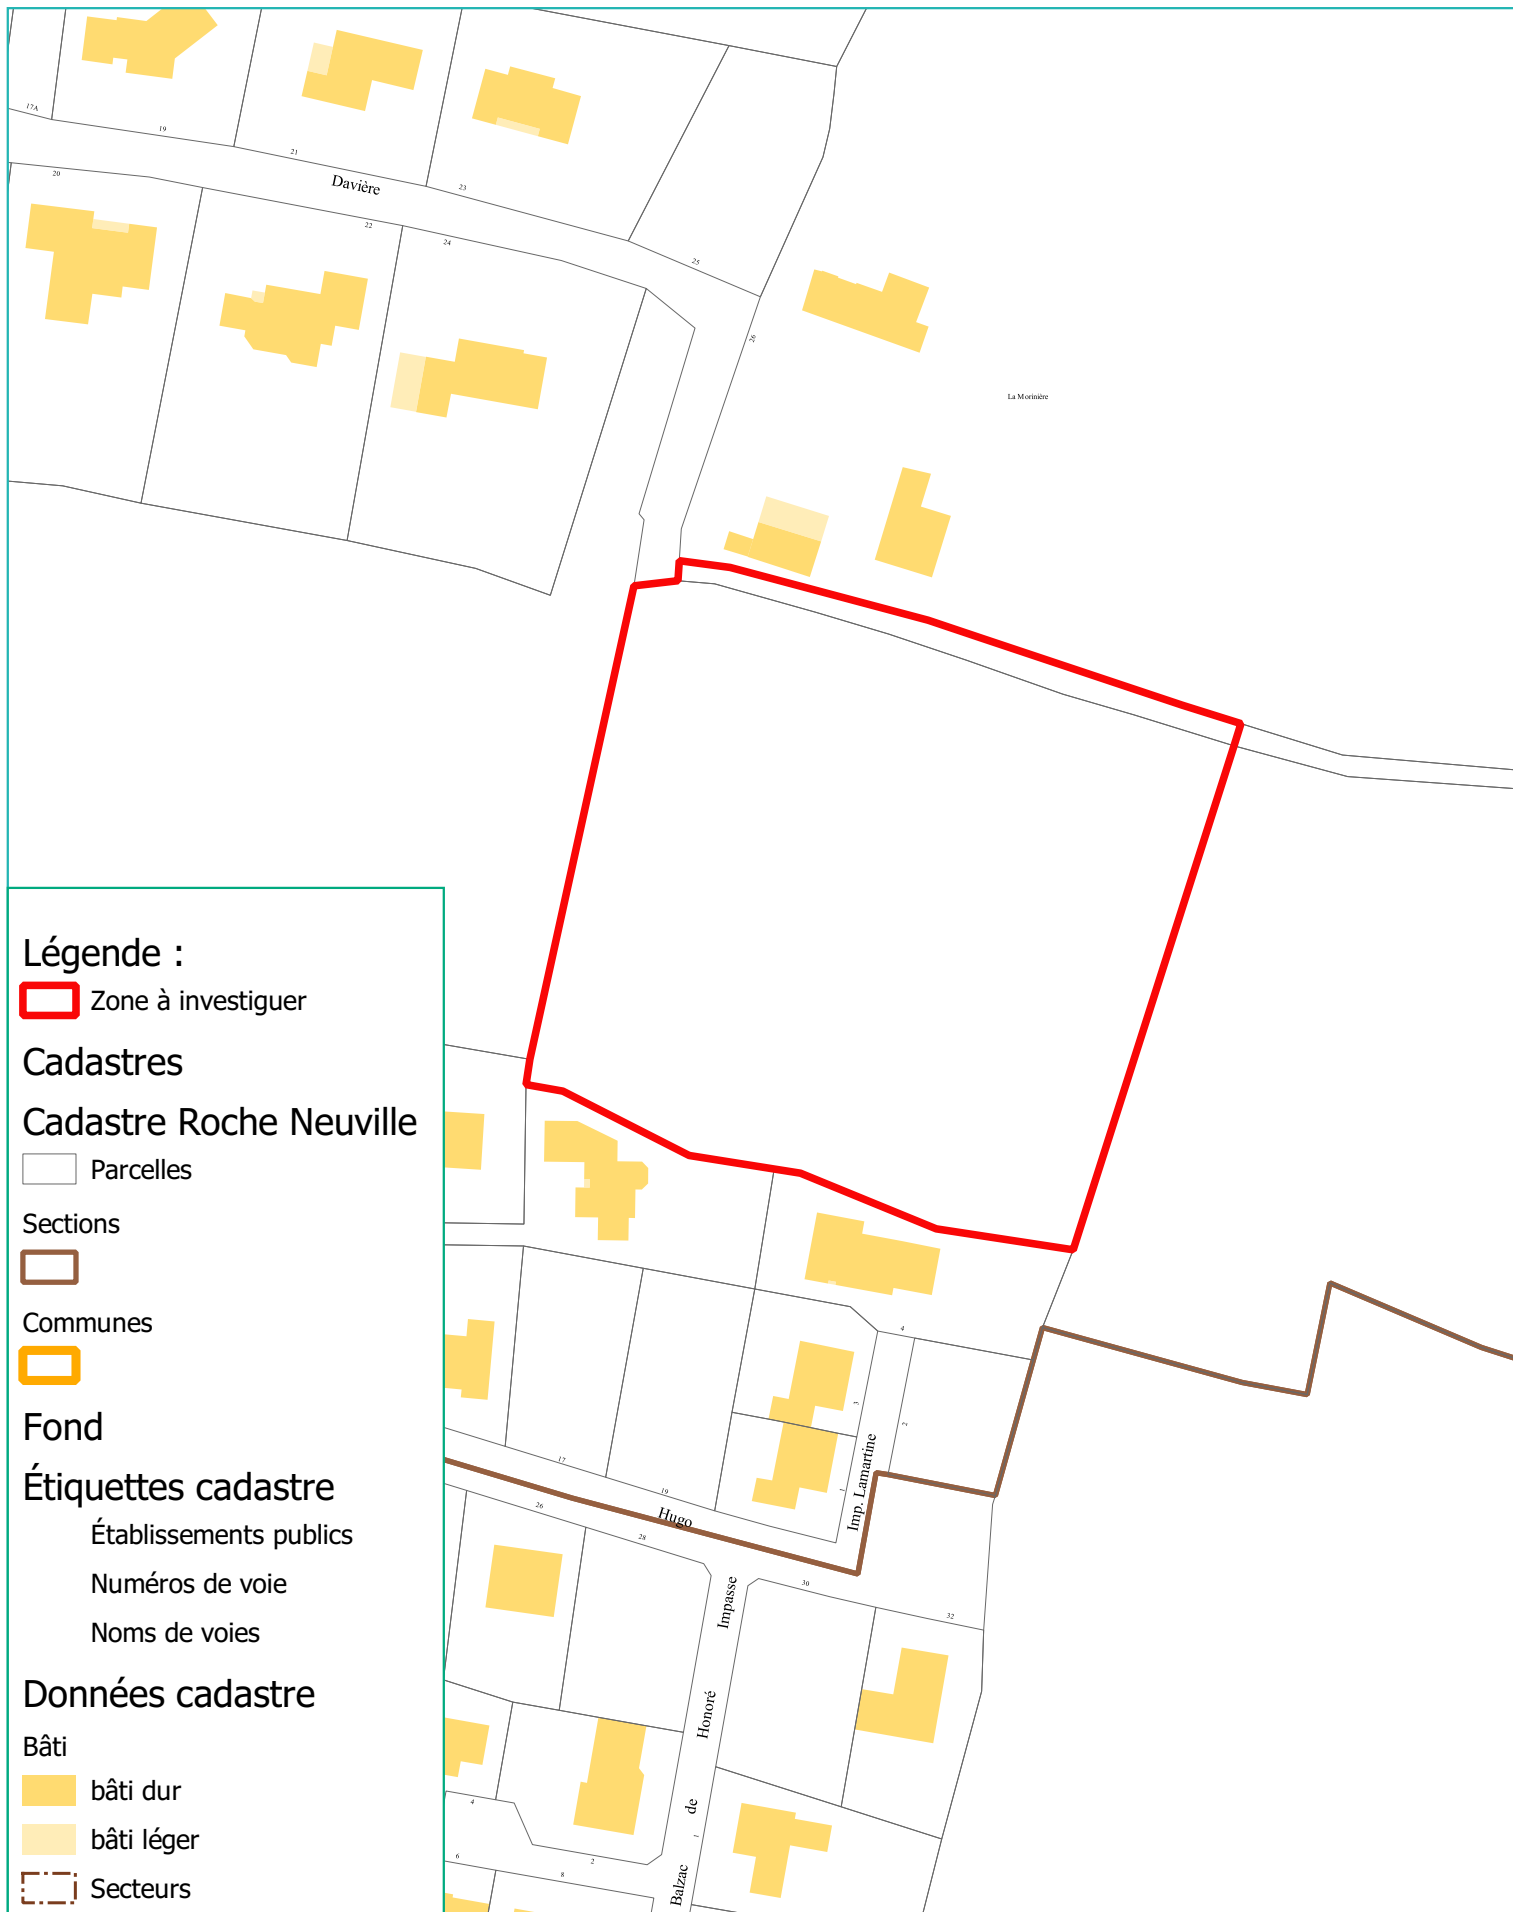 17A
19
21
23
Davière
20
22
24
25
26
La Morinière
Légende :
Zone à investiguer
Cadastres
Cadastre Roche Neuville
Parcelles
Sections
Communes
Fond
Étiquettes cadastre
Établissements publics
Numéros de voie
Noms de voies
Données cadastre
Bâti
bâti dur
bâti léger
Secteurs
4
3
2
1
Imp. Lamartine
17
19
Hugo
26
28
30
32
Impasse
Honoré
de
Balzac
1
4
2
6
8